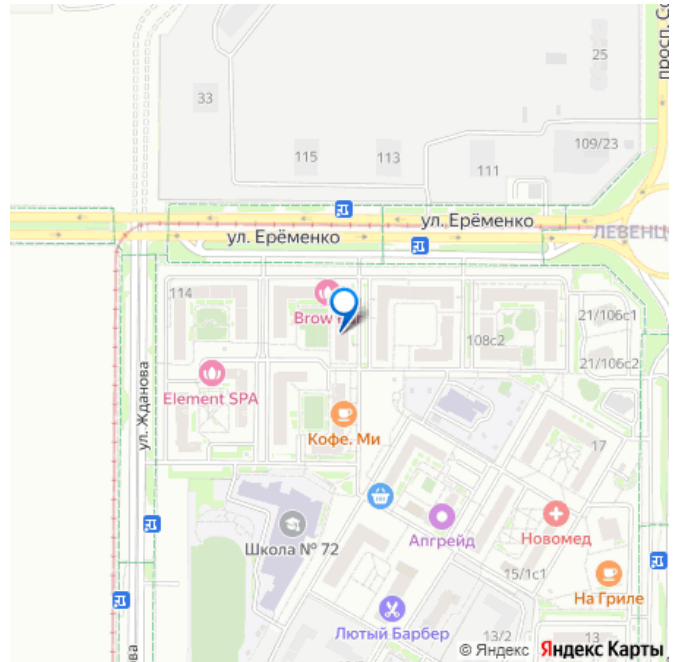 просп. Со
25
33
109/23
115
113
111
ул. Ерёменко
ул. Ерёменко
ЛЕВЕНЦ
114
Brow
21/106с1
108с2
21/106с2
ул. Жданова
Element SPA
Кофе. Ми
17
Школа № 72
Апгрейд
Новомед
15/1с1
На Гриле
Лютый Барбер
13/2
13
ова
© Яндекс Яндекс Карты